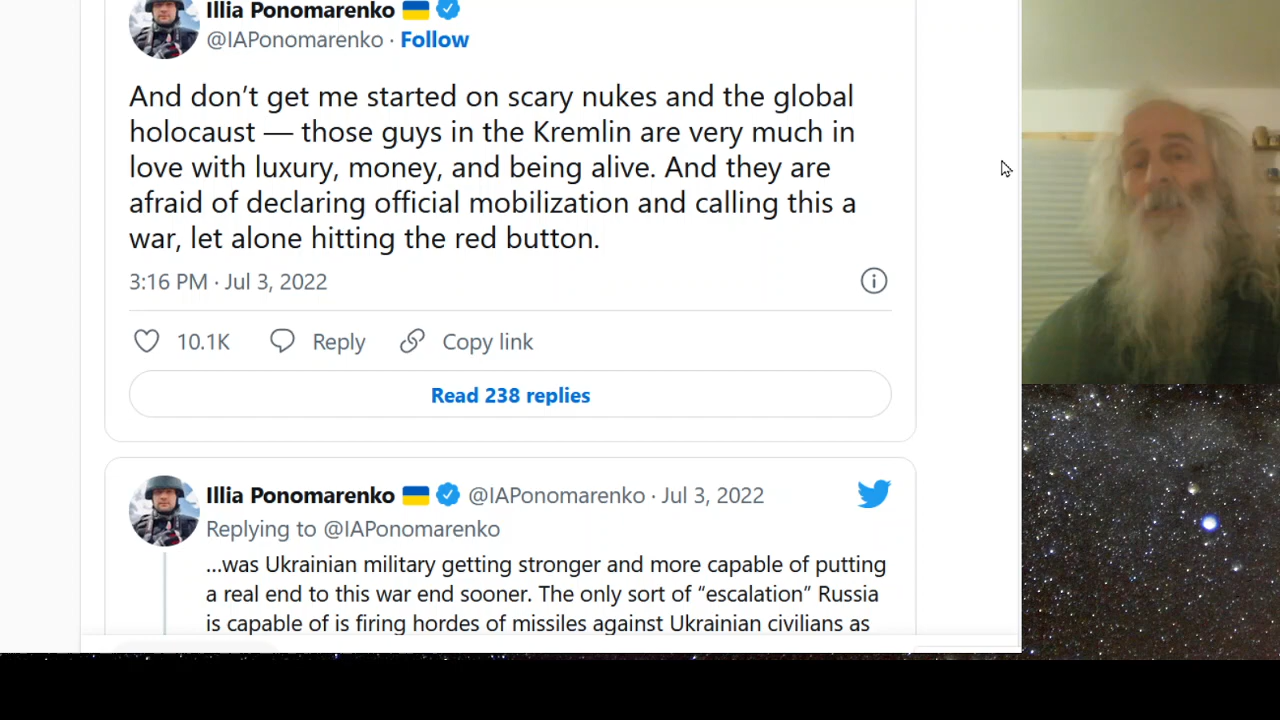 Illia Ponomarenko
@IAPonomarenko · Follow
And don’t get me started on scary nukes and the global
holocaust — those guys in the Kremlin are very much in
love with luxury, money, and being alive. And they are
afraid of declaring official mobilization and calling this a
war, let alone hitting the red button.
3:16 PM · Jul 3, 2022
10.1K Reply Copy link
Read 238 replies
Illia Ponomarenko @IAPonomarenko · Jul 3, 2022
Replying to @IAPonomarenko
...was Ukrainian military getting stronger and more capable of putting
a real end to this war end sooner. The only sort of “escalation” Russia
is capable of is firing hordes of missiles against Ukrainian civilians as